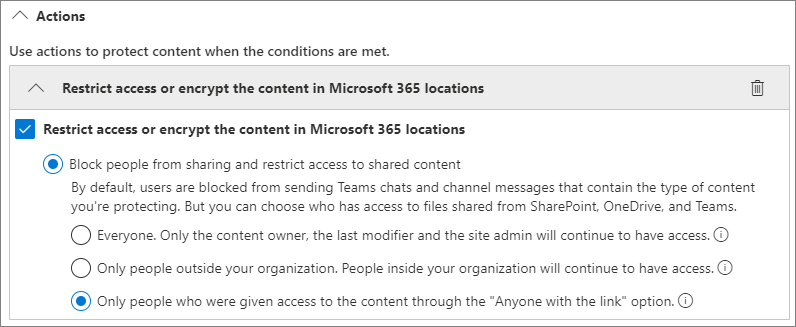 Actions
Use actions to protect content when the conditions are met.
Restrict access or encrypt the content in Microsoft 365 locations
Restrict access or encrypt the content in Microsoft 365 locations
Block people from sharing and restrict access to shared content
By default, users are blocked from sending Teams chats and channel messages that contain the type of content
you're protecting. But you can choose who has access to files shared from SharePoint, OneDrive, and Teams.
Everyone. Only the content owner, the last modifier and the site admin will continue to have access.
Only people outside your organization. People inside your organization will continue to have access.
Only people who were given access to the content through the "Anyone with the link" option.